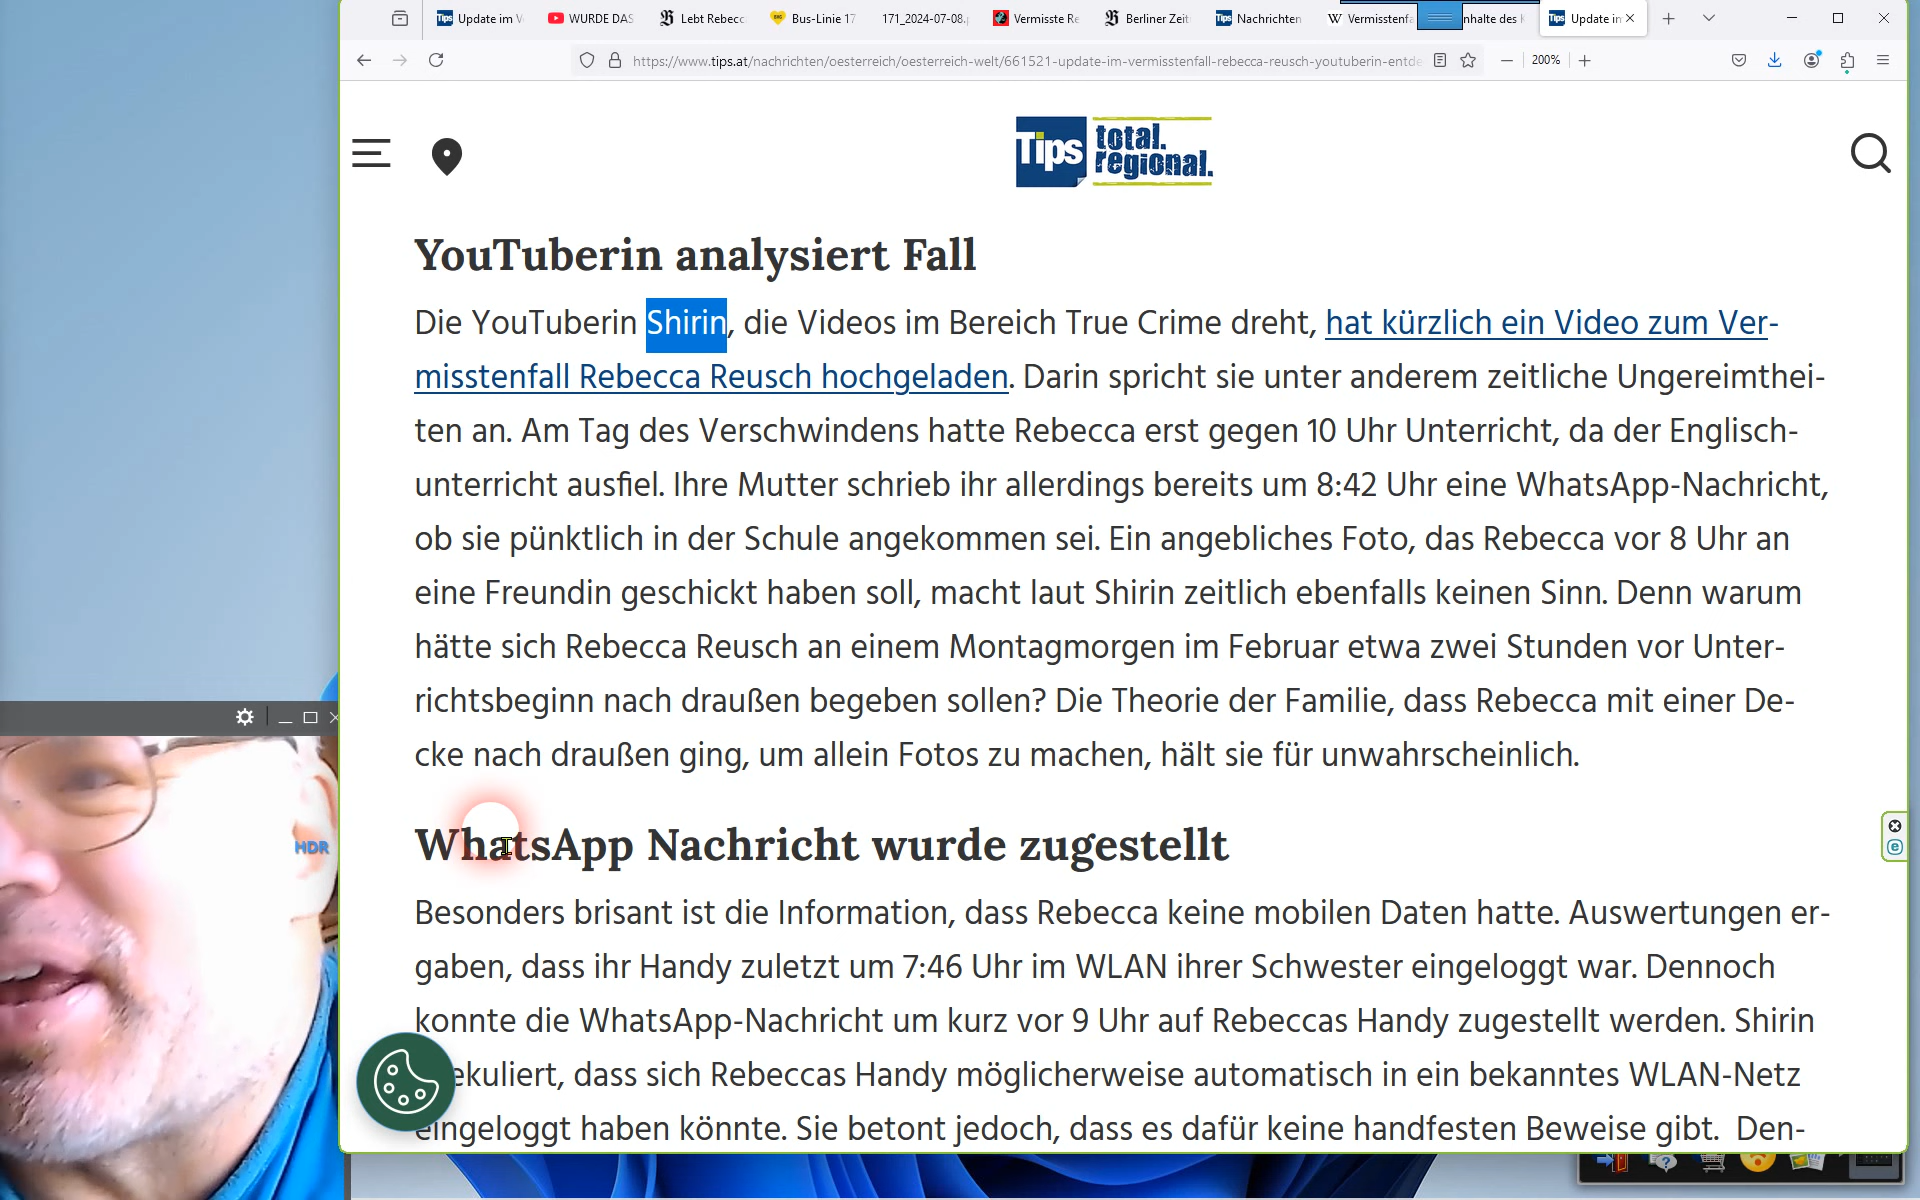 Update im V
WURDE DAS
Lebt Rebecc
Bus-Linie 17
171_2024-07-08.
Vermisste Re
Berliner Zeit
Nachrichten
Vermisstenfa
nhalte des
Update in
https://www.tips.at/nachrichten/oesterreich/oesterreich-welt/661521-update-im-vermisstenfall-rebecca-reusch-youtuberin-entde
200%
Tips total. regional.
YouTuberin analysiert Fall
Die YouTuberin Shirin, die Videos im Bereich True Crime dreht, hat kürzlich ein Video zum Ver-
misstenfall Rebecca Reusch hochgeladen. Darin spricht sie unter anderem zeitliche Ungereimthei-
ten an. Am Tag des Verschwindens hatte Rebecca erst gegen 10 Uhr Unterricht, da der Englisch-
unterricht ausfiel. Ihre Mutter schrieb ihr allerdings bereits um 8:42 Uhr eine WhatsApp-Nachricht,
ob sie pünktlich in der Schule angekommen sei. Ein angebliches Foto, das Rebecca vor 8 Uhr an
eine Freundin geschickt haben soll, macht laut Shirin zeitlich ebenfalls keinen Sinn. Denn warum
hätte sich Rebecca Reusch an einem Montagmorgen im Februar etwa zwei Stunden vor Unter-
richtsbeginn nach draußen begeben sollen? Die Theorie der Familie, dass Rebecca mit einer De-
cke nach draußen ging, um allein Fotos zu machen, hält sie für unwahrscheinlich.
WhatsApp Nachricht wurde zugestellt
Besonders brisant ist die Information, dass Rebecca keine mobilen Daten hatte. Auswertungen er-
gaben, dass ihr Handy zuletzt um 7:46 Uhr im WLAN ihrer Schwester eingeloggt war. Dennoch
konnte die WhatsApp-Nachricht um kurz vor 9 Uhr auf Rebeccas Handy zugestellt werden. Shirin
ekuliert, dass sich Rebeccas Handy möglicherweise automatisch in ein bekanntes WLAN-Netz
eingeloggt haben könnte. Sie betont jedoch, dass es dafür keine handfesten Beweise gibt. Den-
HDR